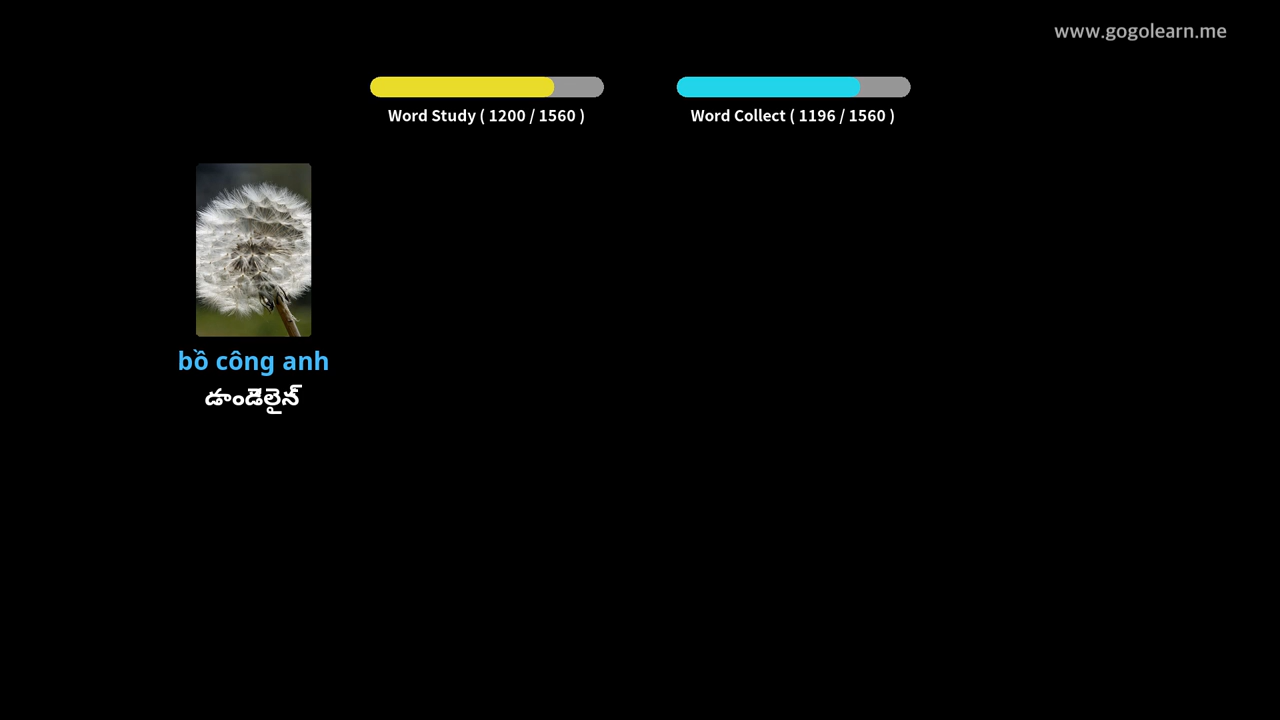 www.gogolearn.me
Word Study ( 1200 / 1560 )
Word Collect ( 1196 / 1560 )
bồ công anh
డాండెలైన్